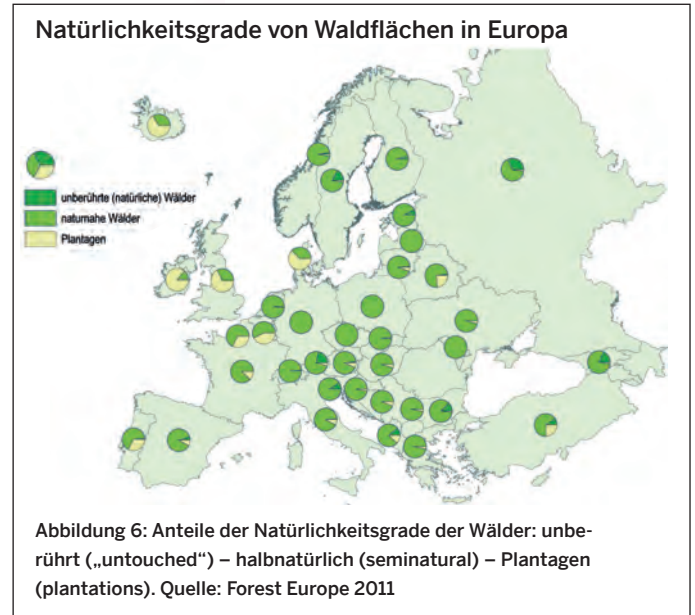 Natürlichkeitsgrade von Waldflächen in Europa
unberührte (natürliche) Wälder
naturnahe Wälder
Plantagen
Abbildung 6: Anteile der Natürlichkeitsgrade der Wälder: unbe-
rührt („untouched“) – halbnatürlich (seminatural) – Plantagen
(plantations). Quelle: Forest Europe 2011